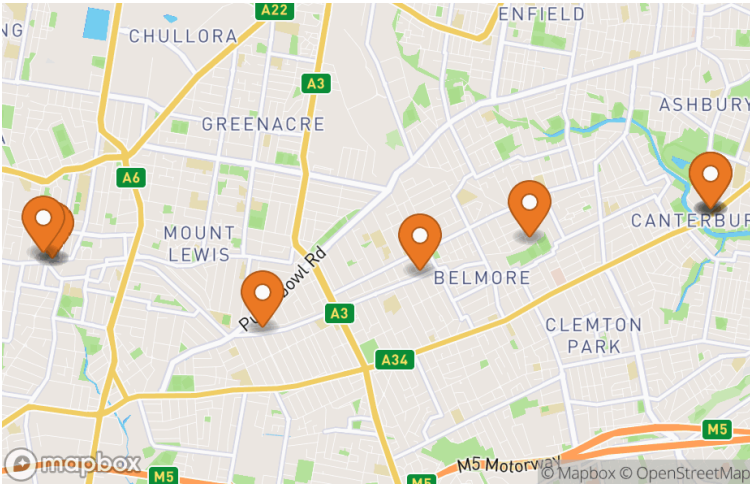 A22
ENFIELD
NG
CHULLORA
A3
ASHBURY
GREENACRE
A6
MOUNT
LEWIS
CANTERBUR
Bowl Rd
BELMORE
A3
CLEMTON
PARK
A34
M5
M5 Motorway
M5
M5
mapbox
© Mapbox © OpenStreetMap